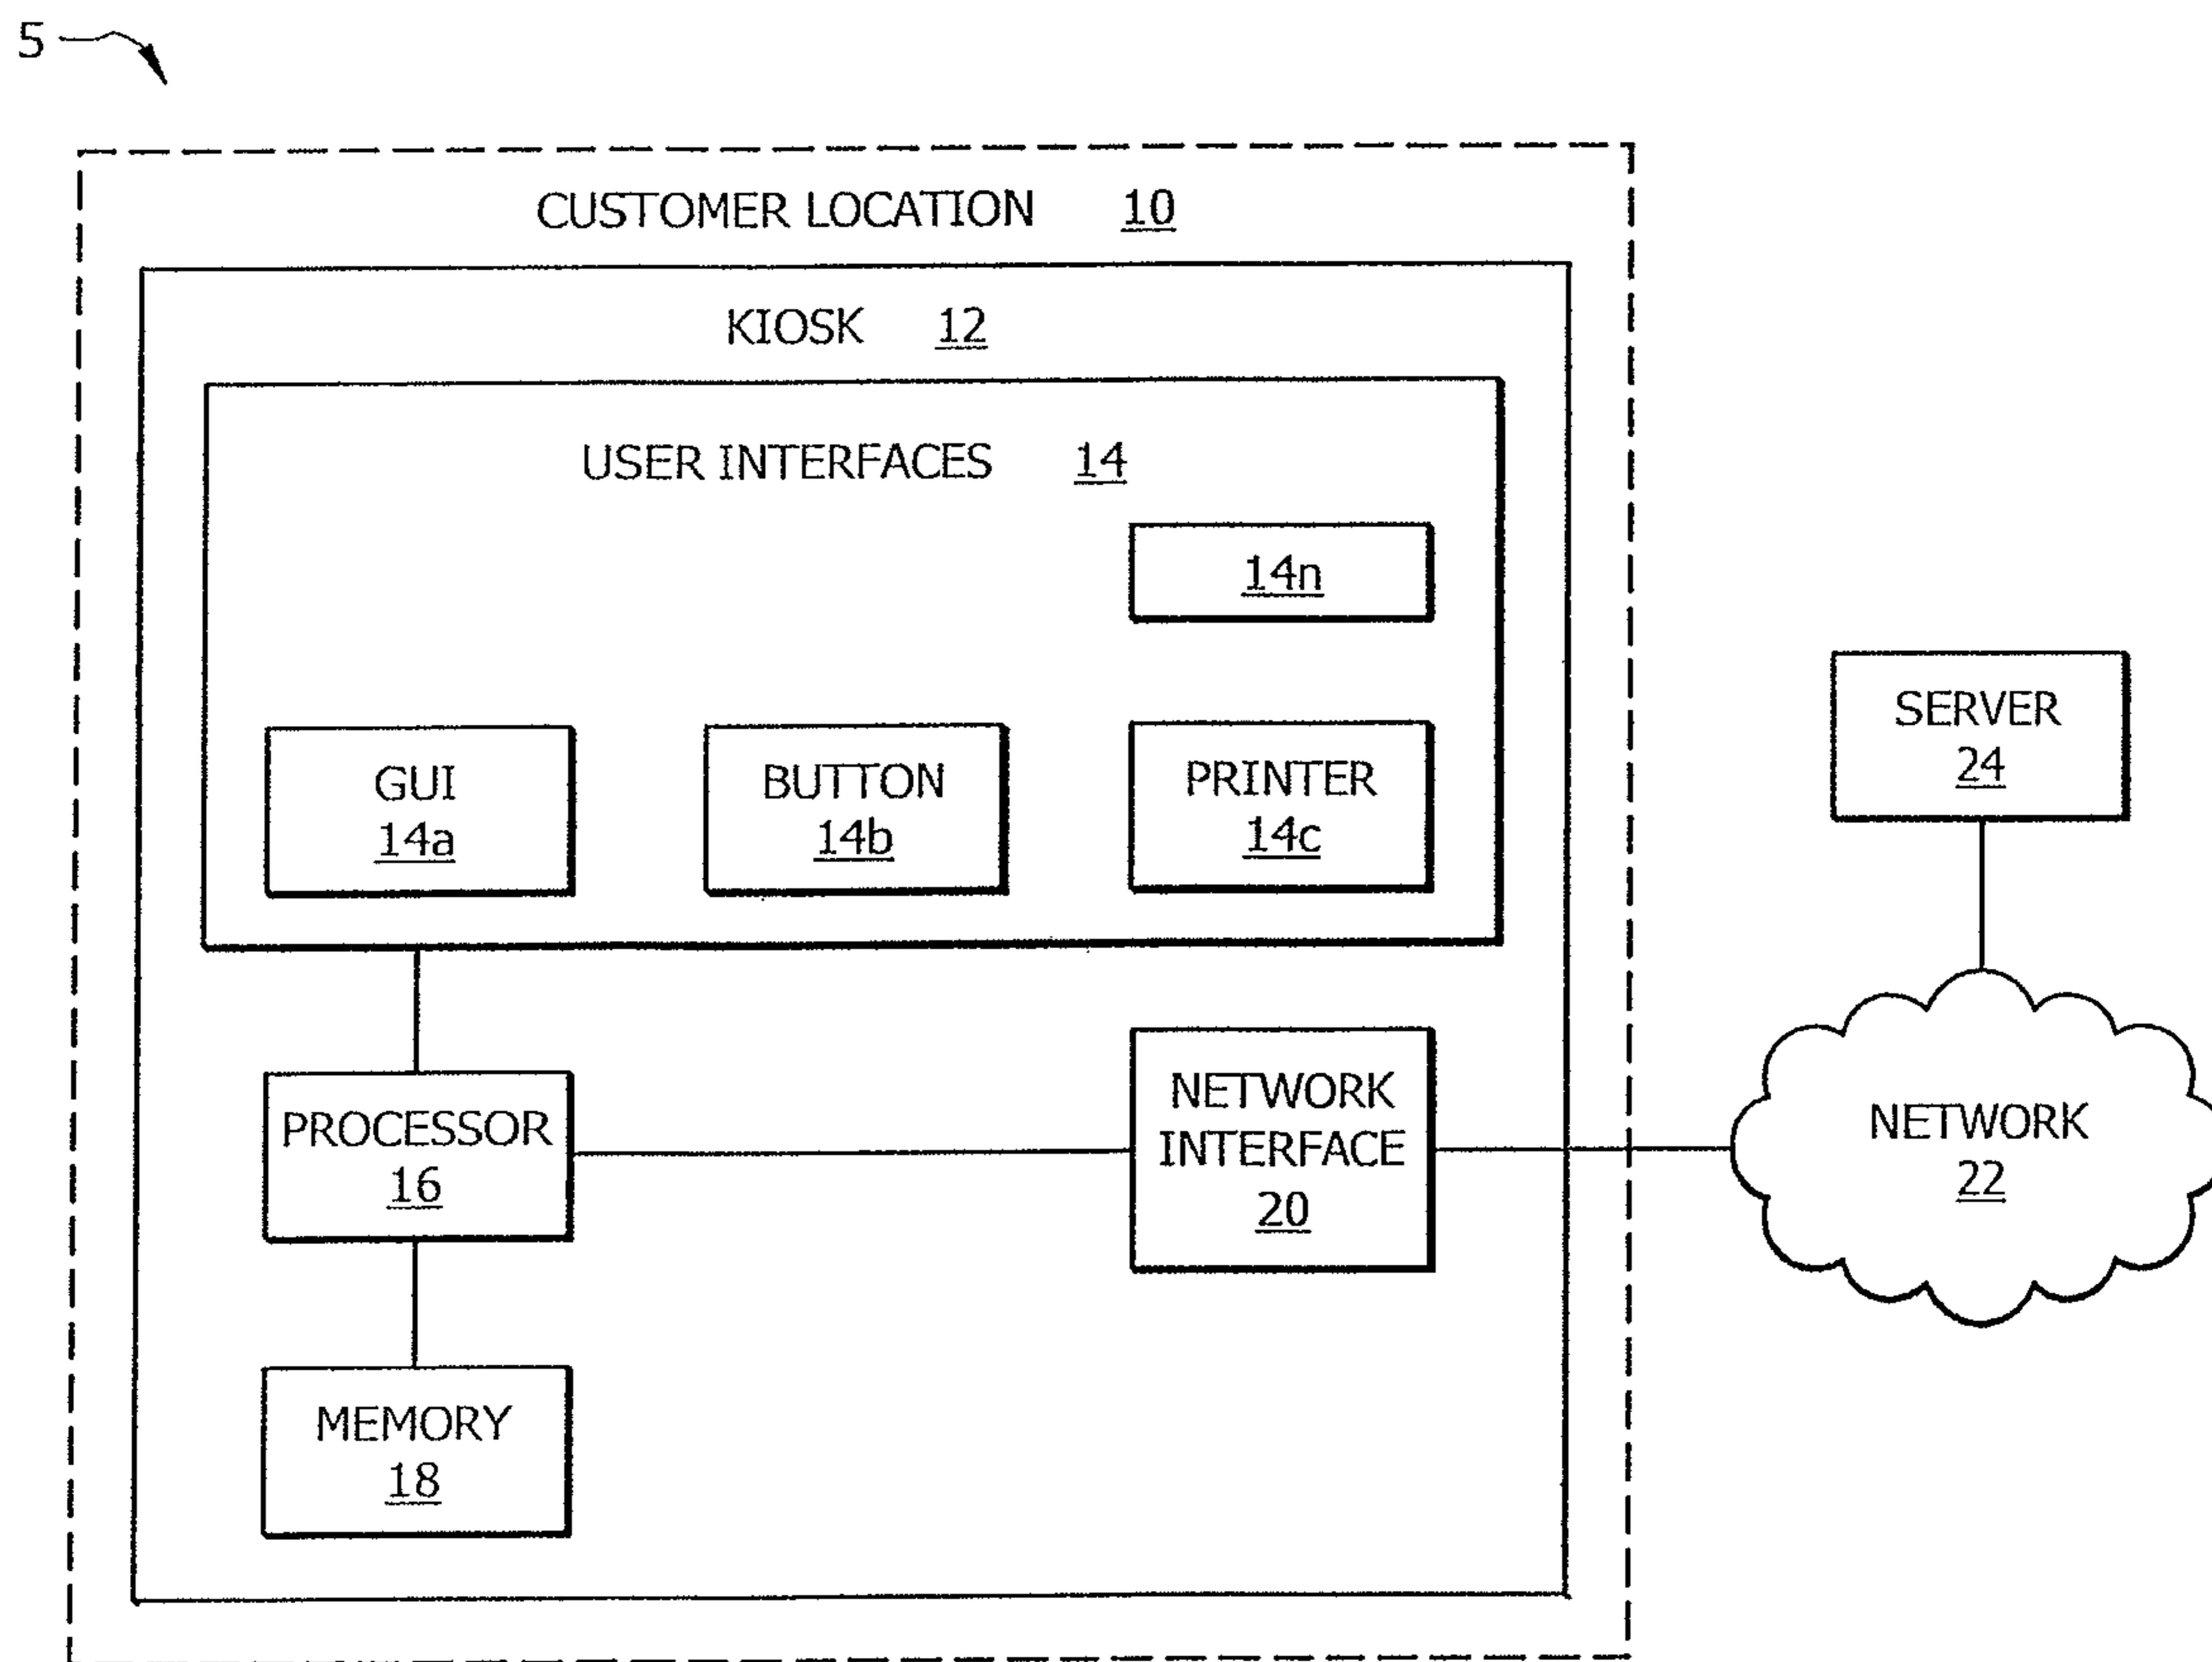 5
CUSTOMER LOCATION 10
KIOSK 12
USER INTERFACES 14
14n
GUI
14a
BUTTON
14b
PRINTER
14c
SERVER
24
PROCESSOR
16
NETWORK
INTERFACE
20
NETWORK
22
MEMORY
18